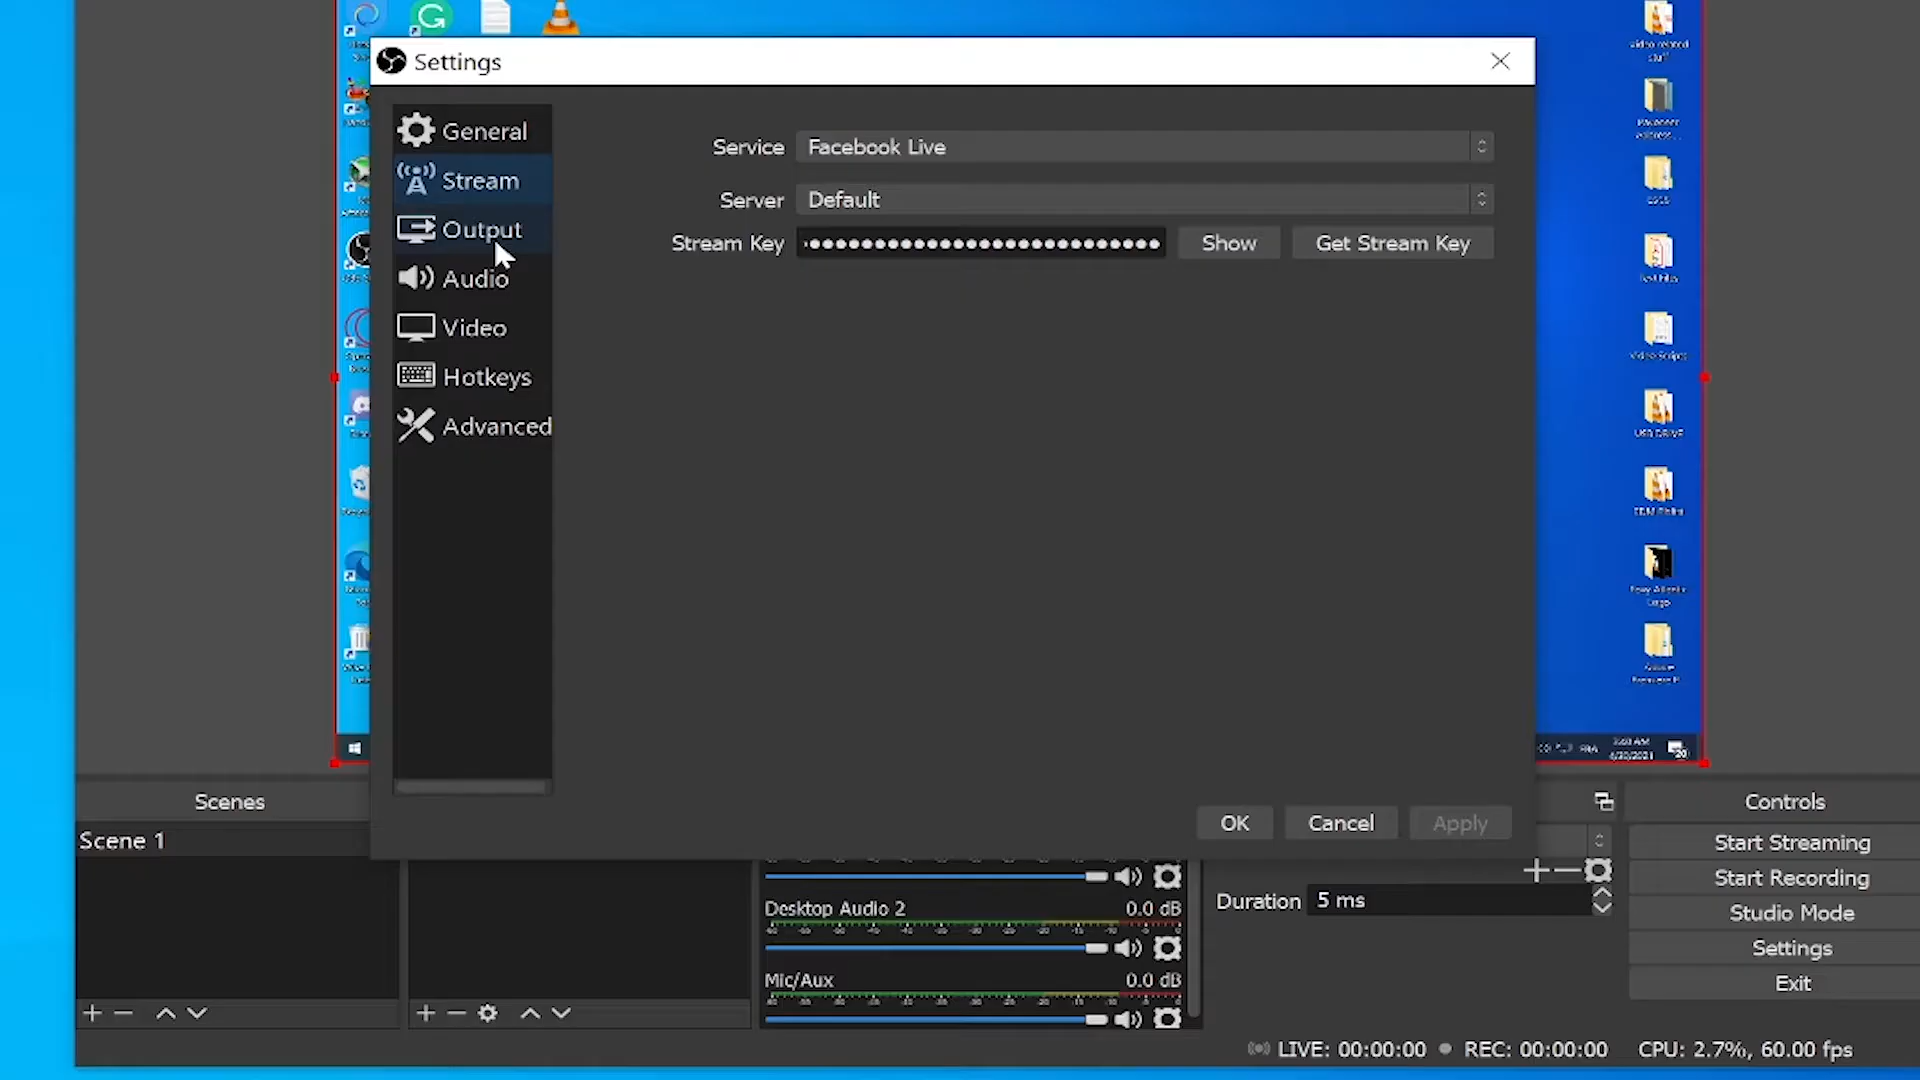 Settings
General
Stream
Output
Audio
Video
Hotkeys
Advanced
Service
Facebook Live
Server
Default
Stream Key
Show
Get Stream Key
OK
Cancel
Apply
Scenes
Scene 1
Desktop Audio 2
0.0 dB
Mic/Aux
0.0 dB
Duration
5 ms
Controls
Start Streaming
Start Recording
Studio Mode
Settings
Exit
LIVE: 00:00:00
REC: 00:00:00
CPU: 2.7%, 60.00 fps